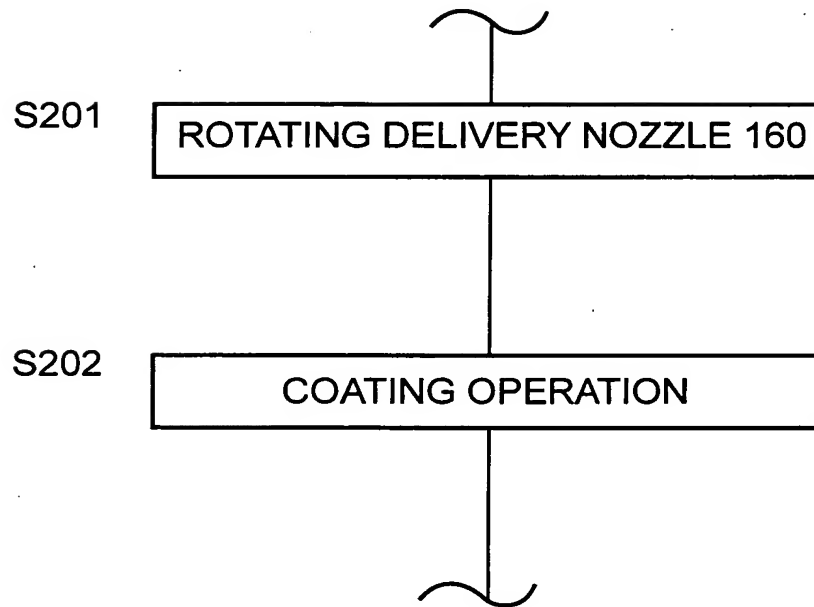 S201
ROTATING DELIVERY NOZZLE 160
S202
COATING OPERATION